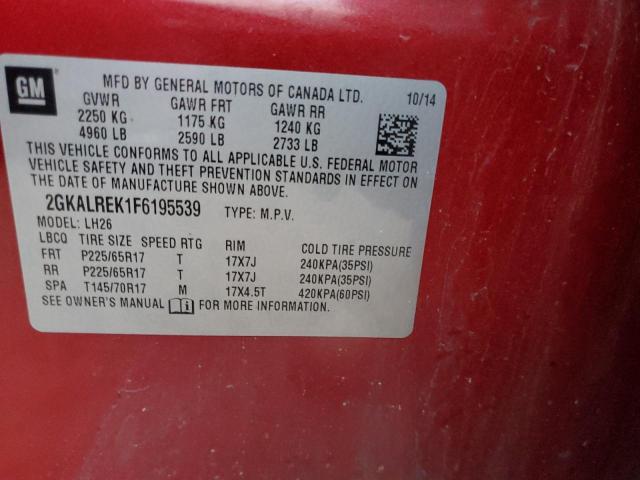 GM
MFD BY GENERAL MOTORS OF CANADA LTD. 10/14
GVWR GAWR FRT GAWR RR
2250 KG 1175 KG 1240 KG
4960 LB 2590 LB 2733 LB
THIS VEHICLE CONFORMS TO ALL APPLICABLE U.S. FEDERAL MOTOR
VEHICLE SAFETY AND THEFT PREVENTION STANDARDS IN EFFECT ON
THE DATE OF MANUFACTURE SHOWN ABOVE.
2GKALREK1F6195539 TYPE: M.P.V.
MODEL: LH26
LBCQ TIRE SIZE SPEED RTG RIM COLD TIRE PRESSURE
FRT P225/65R17 T 17X7J 240KPA(35PSI)
RR P225/65R17 T 17X7J 240KPA(35PSI)
SPA T145/70R17 M 17X4.5T 420KPA(60PSI)
SEE OWNER'S MANUAL FOR MORE INFORMATION.